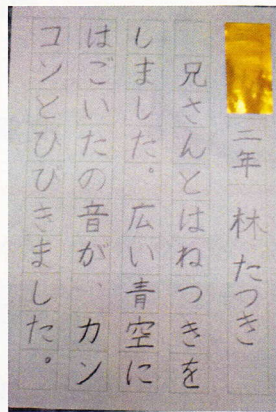 三年 林たつき
兄さんとはねつきを
しました。広い青空に
はごいたの音が、カン
コンとひびきました。